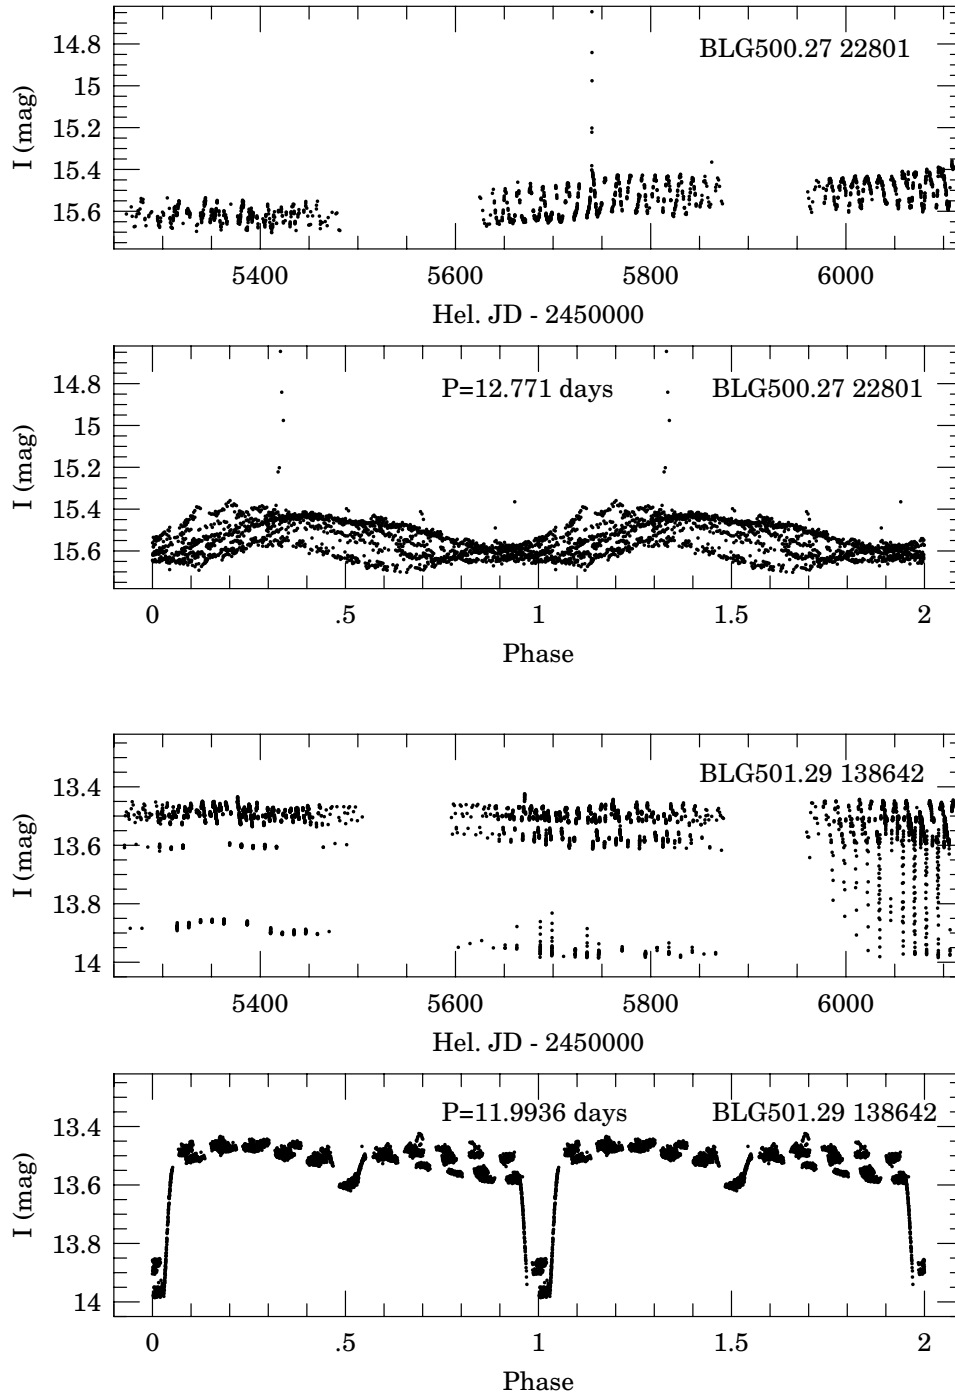 BLG500.27 22801
I (mag)
14.8
15
15.2
15.4
15.6
5400
5600
5800
6000
Hel. JD - 2450000
P=12.771 days
BLG500.27 22801
I (mag)
14.8
15
15.2
15.4
15.6
0
.5
1
1.5
2
Phase
BLG501.29 138642
I (mag)
13.4
13.6
13.8
14
5400
5600
5800
6000
Hel. JD - 2450000
P=11.9936 days
BLG501.29 138642
I (mag)
13.4
13.6
13.8
14
0
.5
1
1.5
2
Phase